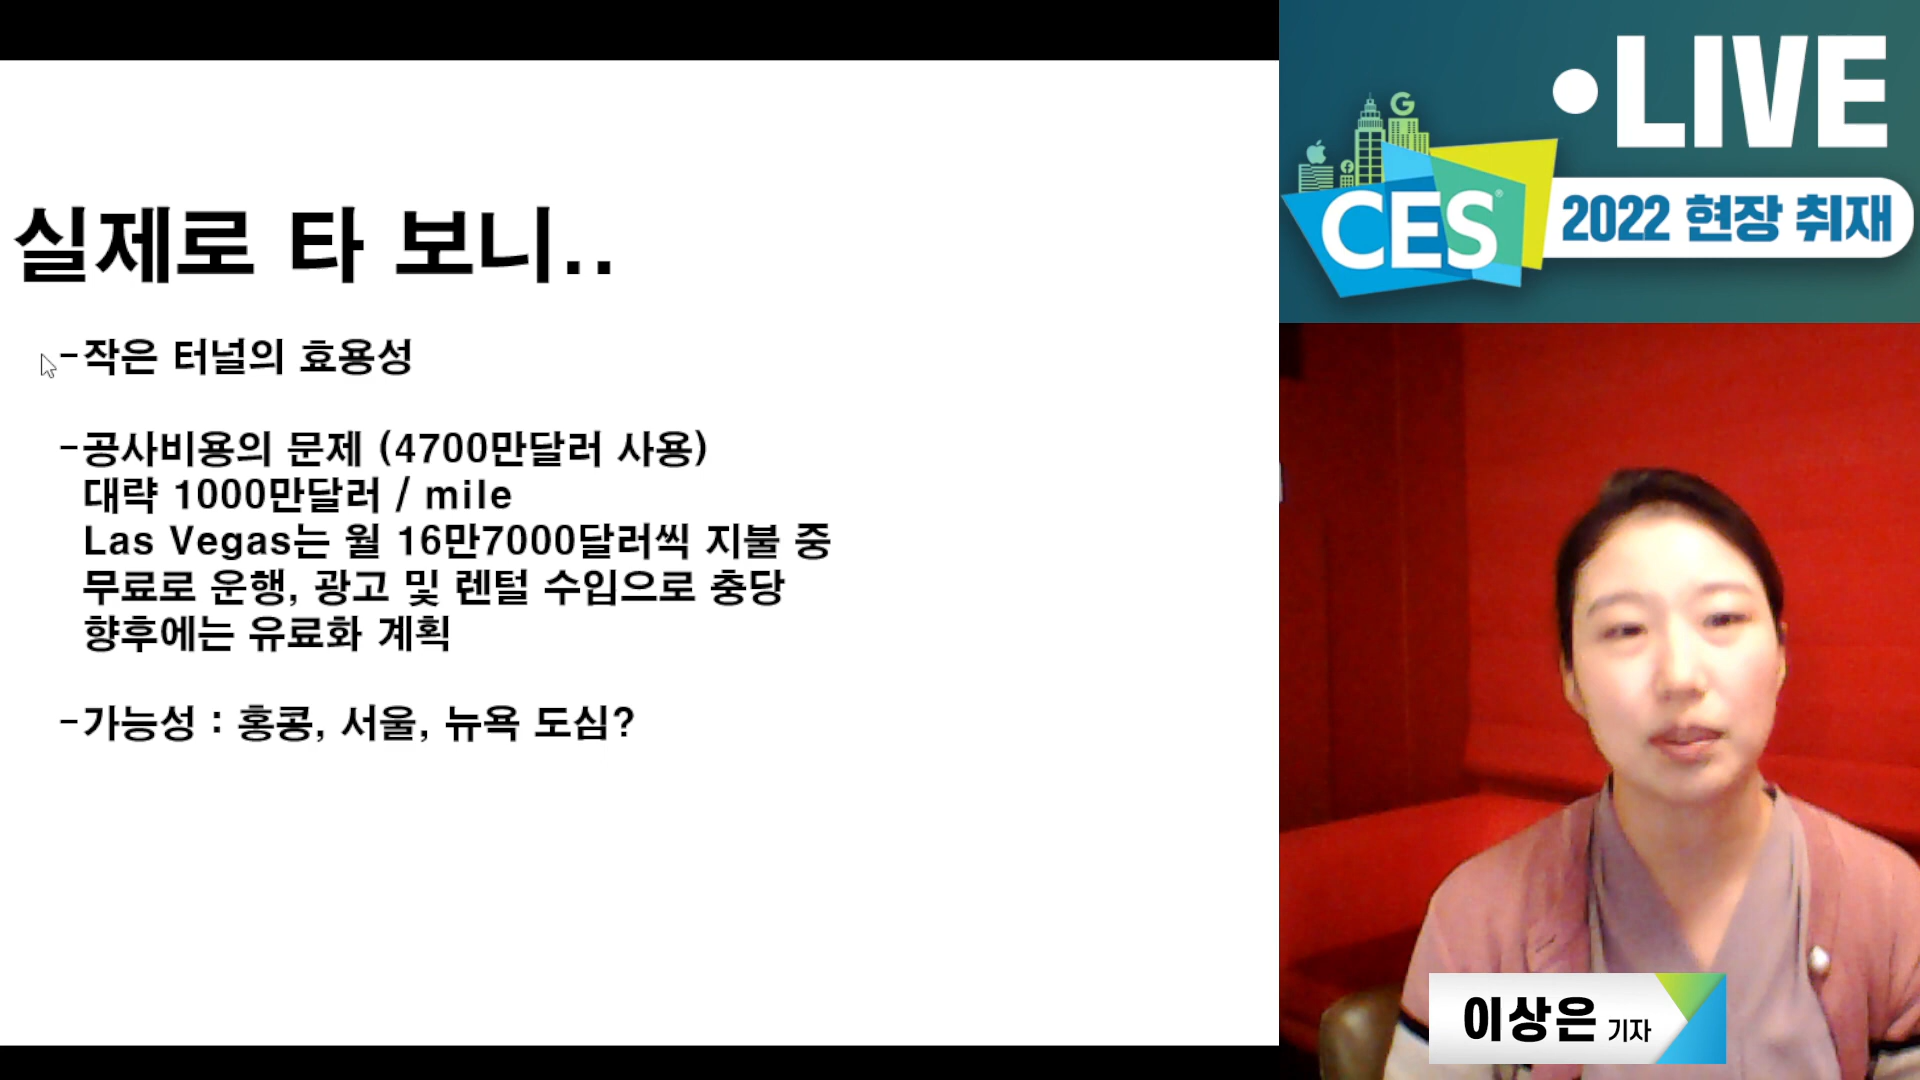 실제로 타 보니..
-작은 터널의 효용성
-공사비용의 문제 (4700만달러 사용)
대략 1000만달러 / mile
Las Vegas는 월 16만7000달러씩 지불 중
무료로 운행, 광고 및 렌털 수입으로 충당
향후에는 유료화 계획
-가능성 : 홍콩, 서울, 뉴욕 도심?
LIVE
G
CES
2022 현장 취재
이상은 기자